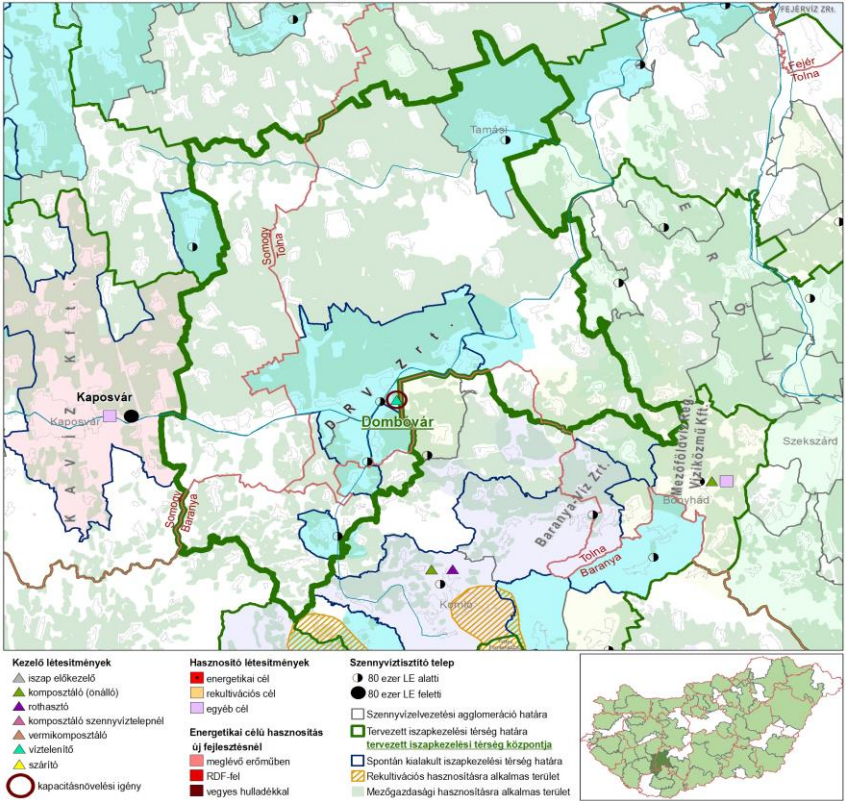 FEJÉRVÍZ ZRt.
Fejér
Tolna
Tamási
Somogy
Tolna
E R G Y
K A V Í Z K f t .
D R V Z r t .
Kaposvár
Kaposvár
Dombóvár
Mezőföldvíz Reg.
Víziközmű Kft.
Szekszárd
Bonyhád
Baranya-Víz Zrt.
Somogy
Baranya
Tolna
Baranya
Komló
Kezelő létesítmények
iszap előkezelő
komposztáló (önálló)
rothasztó
komposztáló szennyvíztelepnél
vermikomposztáló
víztelenítő
szárító
kapacitásnövelési igény
Hasznosító létesítmények
energetikai cél
rekultivációs cél
egyéb cél
Energetikai célú hasznosítás
új fejlesztésnél
meglévő erőműben
RDF-fel
vegyes hulladékkal
Szennyvíztisztító telep
80 ezer LE alatti
80 ezer LE feletti
Szennyvízelvezetési agglomeráció határa
Tervezett iszapkezelési térség határa
tervezett iszapkezelési térség központja
Spontán kialakult iszapkezelési térség határa
Rekultivációs hasznosításra alkalmas terület
Mezőgazdasági hasznosításra alkalmas terület